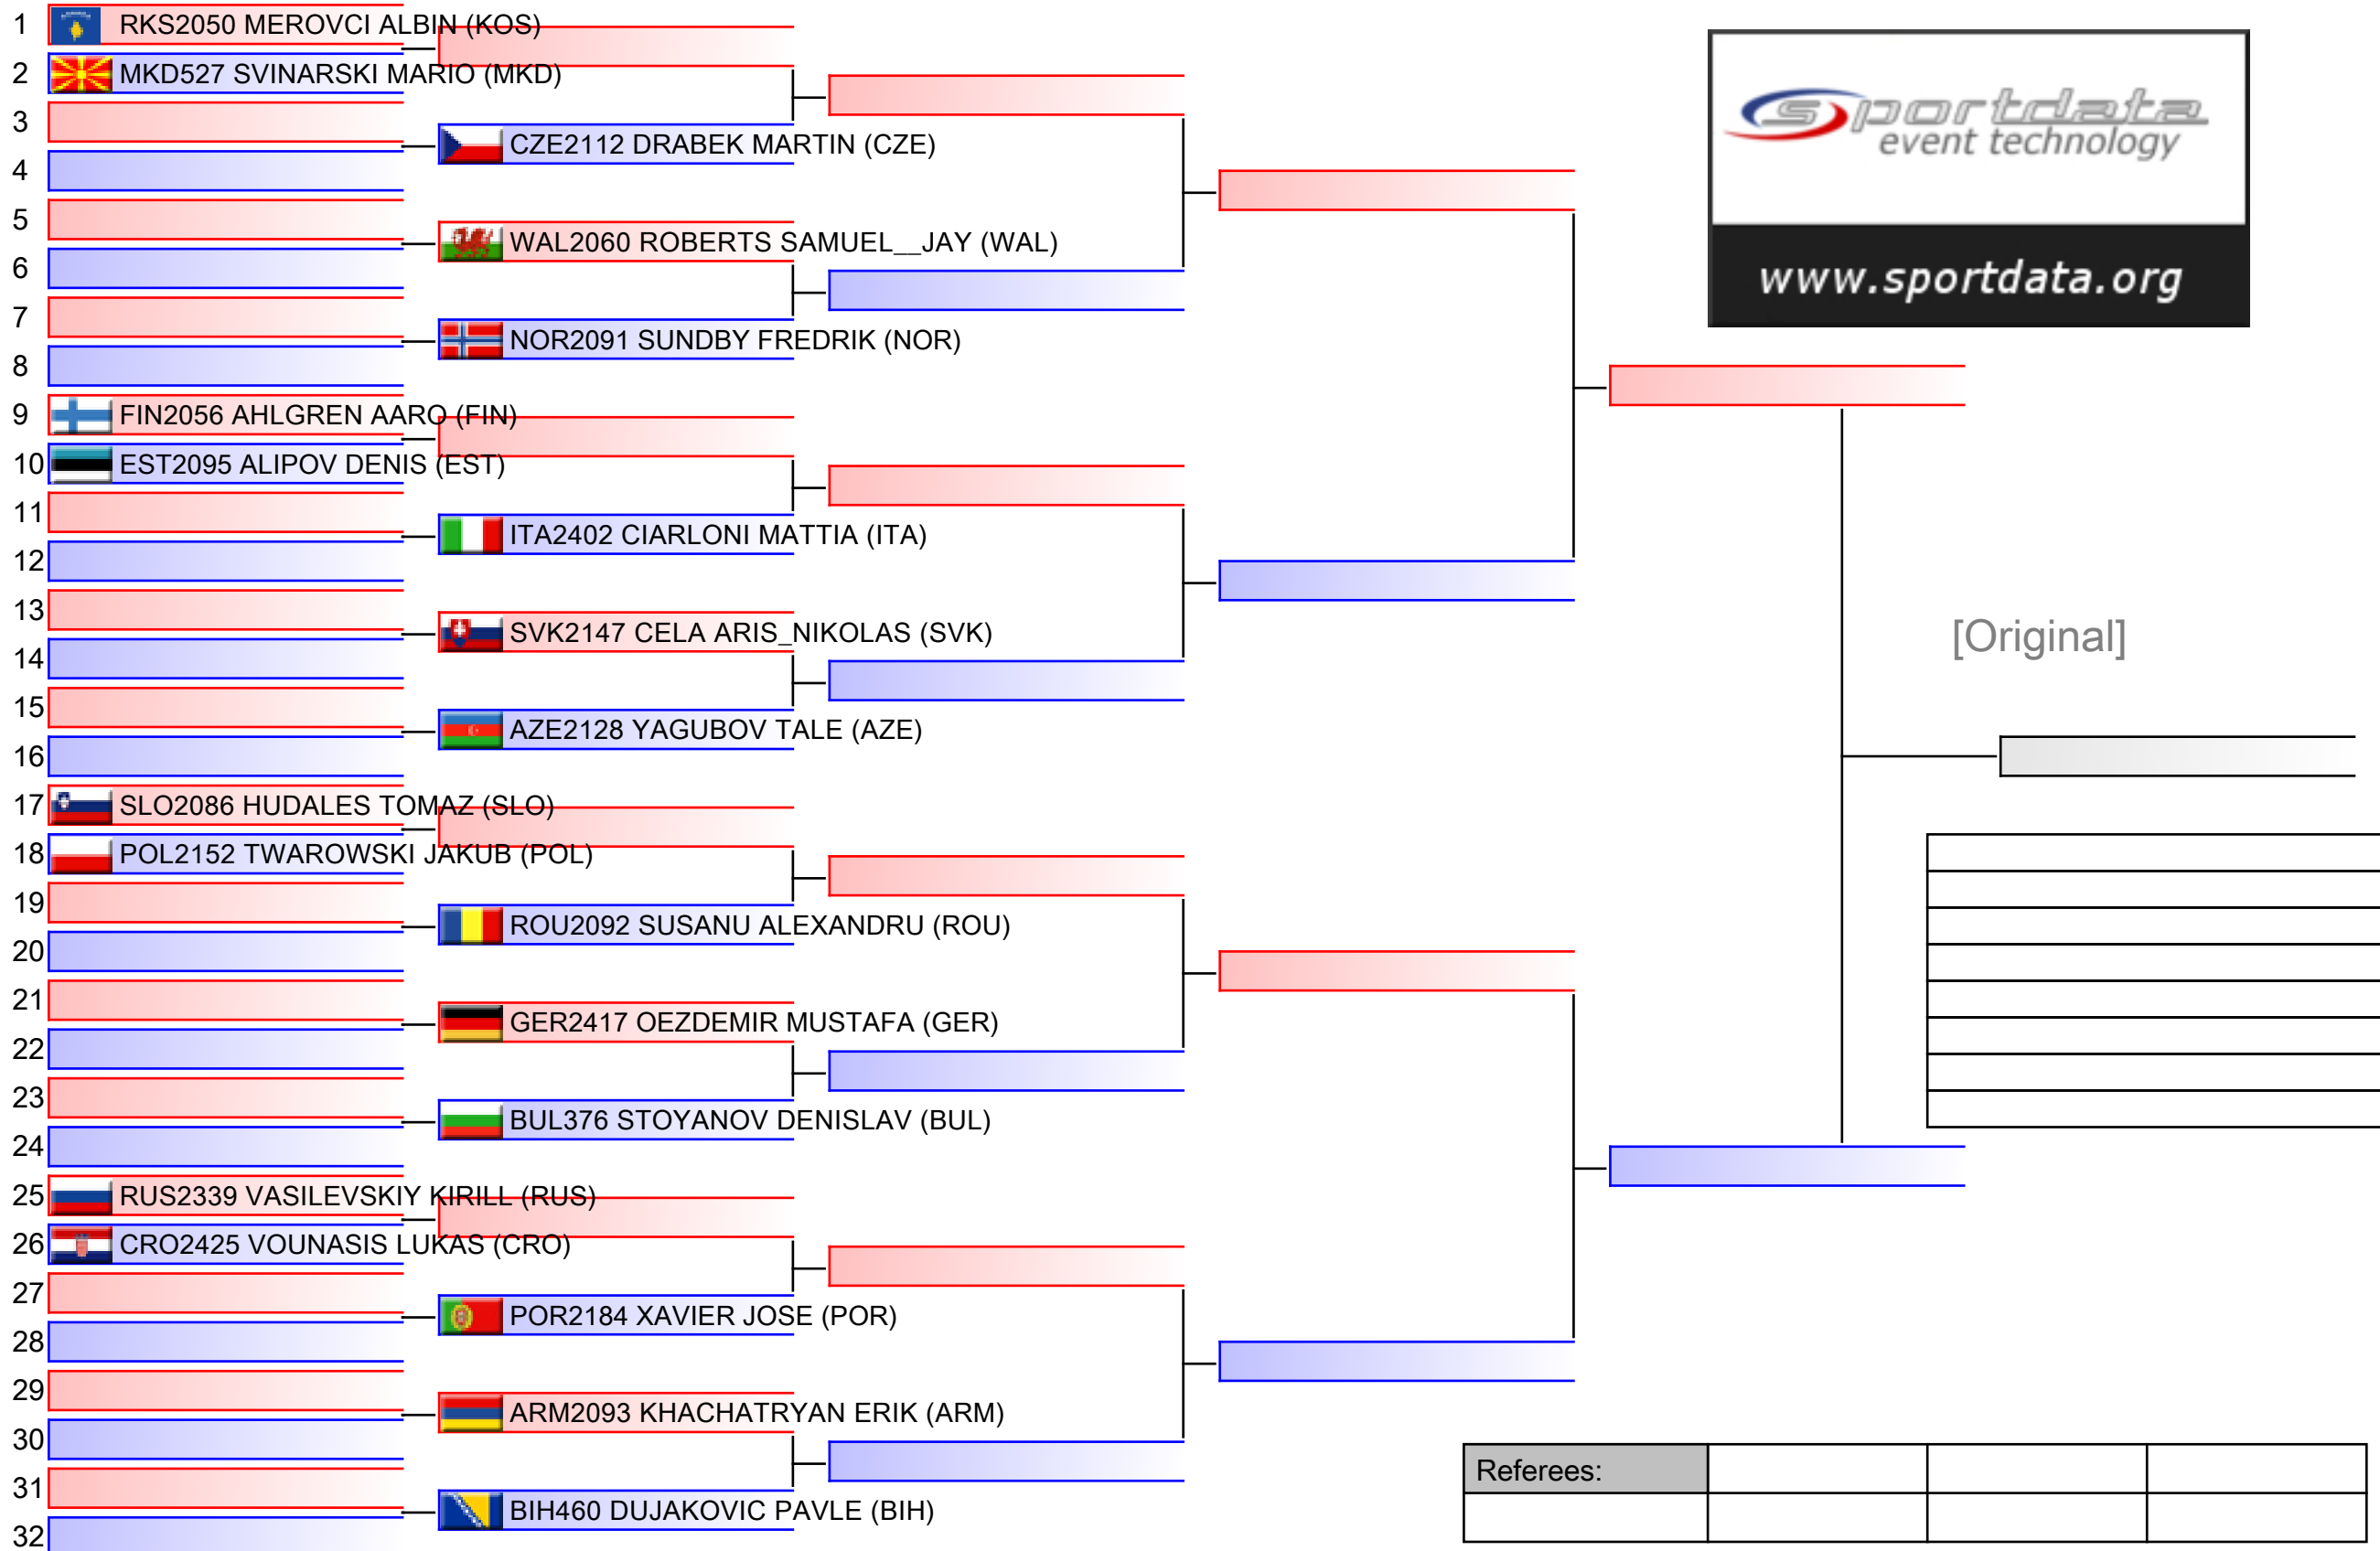 1 RKS2050 MEROVCI ALBIN (KOS)
2 MKD527 SVINARSKI MARIO (MKD)
3
CZE2112 DRABEK MARTIN (CZE)
4
5
WAL2060 ROBERTS SAMUEL__JAY (WAL)
6
7
NOR2091 SUNDBY FREDRIK (NOR)
8
9 FIN2056 AHLGREN AARO (FIN)
10 EST2095 ALIPOV DENIS (EST)
11
ITA2402 CIARLONI MATTIA (ITA)
12
13
SVK2147 CELA ARIS_NIKOLAS (SVK)
14
15
AZE2128 YAGUBOV TALE (AZE)
16
17 SLO2086 HUDALES TOMAZ (SLO)
18 POL2152 TWAROWSKI JAKUB (POL)
19
ROU2092 SUSANU ALEXANDRU (ROU)
20
21
GER2417 OEZDEMIR MUSTAFA (GER)
22
23
BUL376 STOYANOV DENISLAV (BUL)
24
25 RUS2339 VASILEVSKIY KIRILL (RUS)
26 CRO2425 VOUNASIS LUKAS (CRO)
27
POR2184 XAVIER JOSE (POR)
28
29
ARM2093 KHACHATRYAN ERIK (ARM)
30
31
BIH460 DUJAKOVIC PAVLE (BIH)
32
sportdata
event technology
www.sportdata.org
[Original]
Referees: